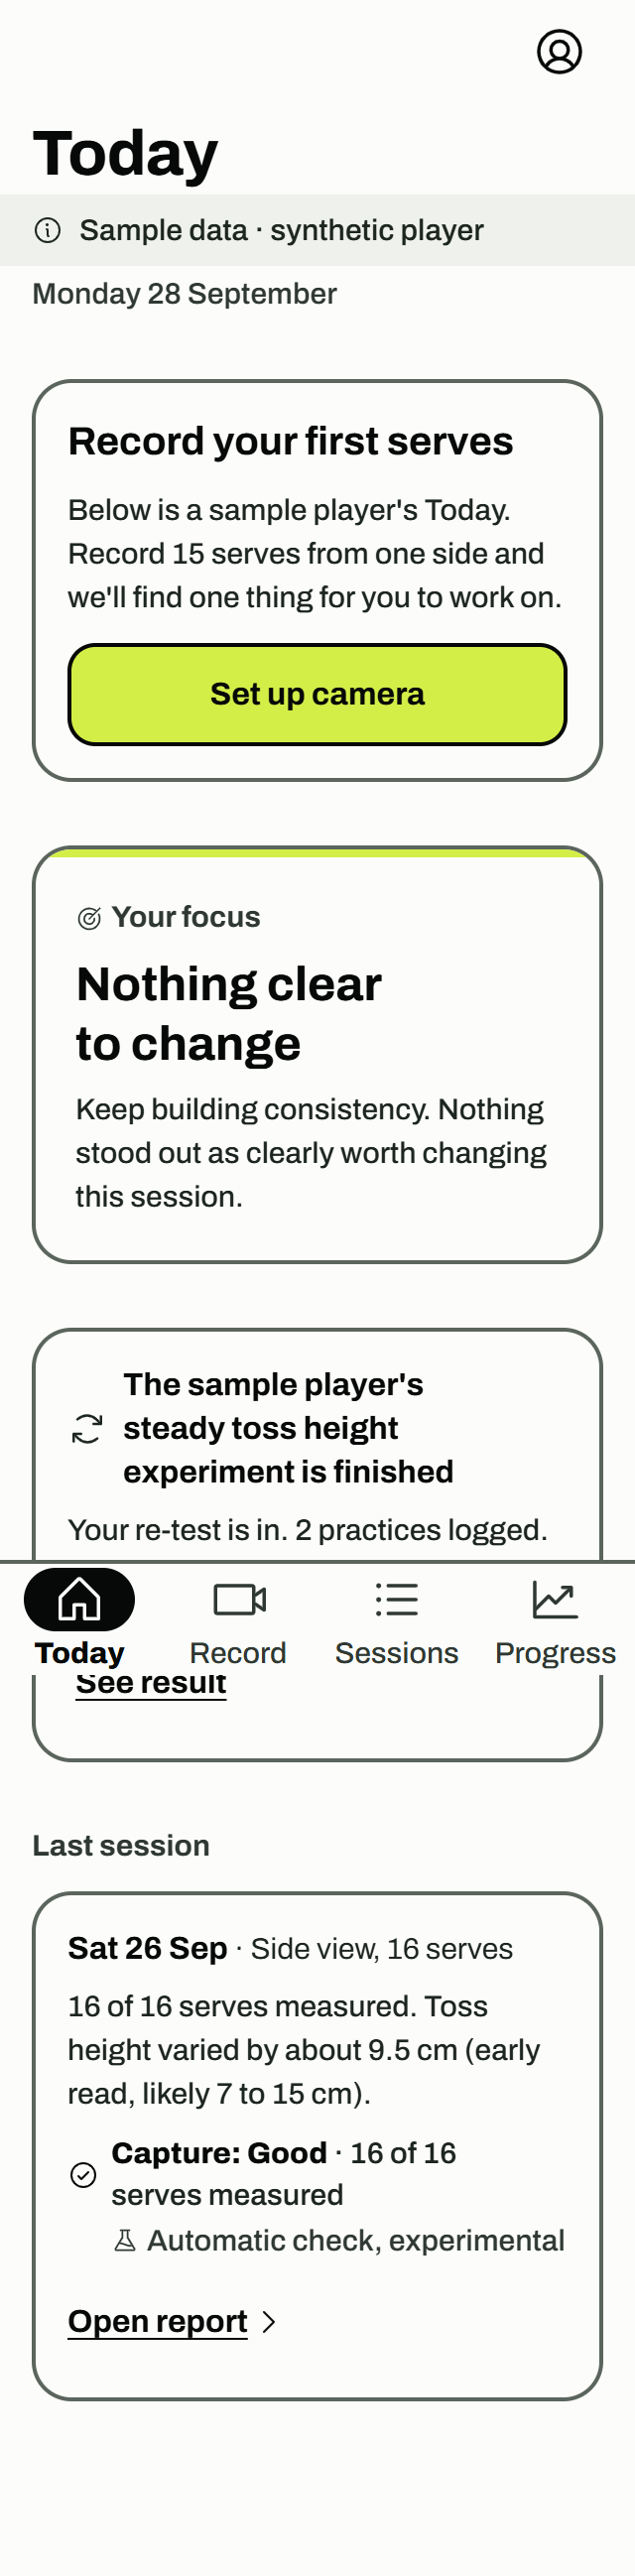 Today
Sample data · synthetic player
Monday 28 September
Record your first serves
Below is a sample player's Today.
Record 15 serves from one side and
we'll find one thing for you to work on.
Set up camera
Your focus
Nothing clear
to change
Keep building consistency. Nothing
stood out as clearly worth changing
this session.
The sample player's
steady toss height
experiment is finished
Your re-test is in. 2 practices logged.
Today
Record
Sessions
Progress
See result
Last session
Sat 26 Sep · Side view, 16 serves
16 of 16 serves measured. Toss
height varied by about 9.5 cm (early
read, likely 7 to 15 cm).
Capture: Good · 16 of 16
serves measured
Automatic check, experimental
Open report